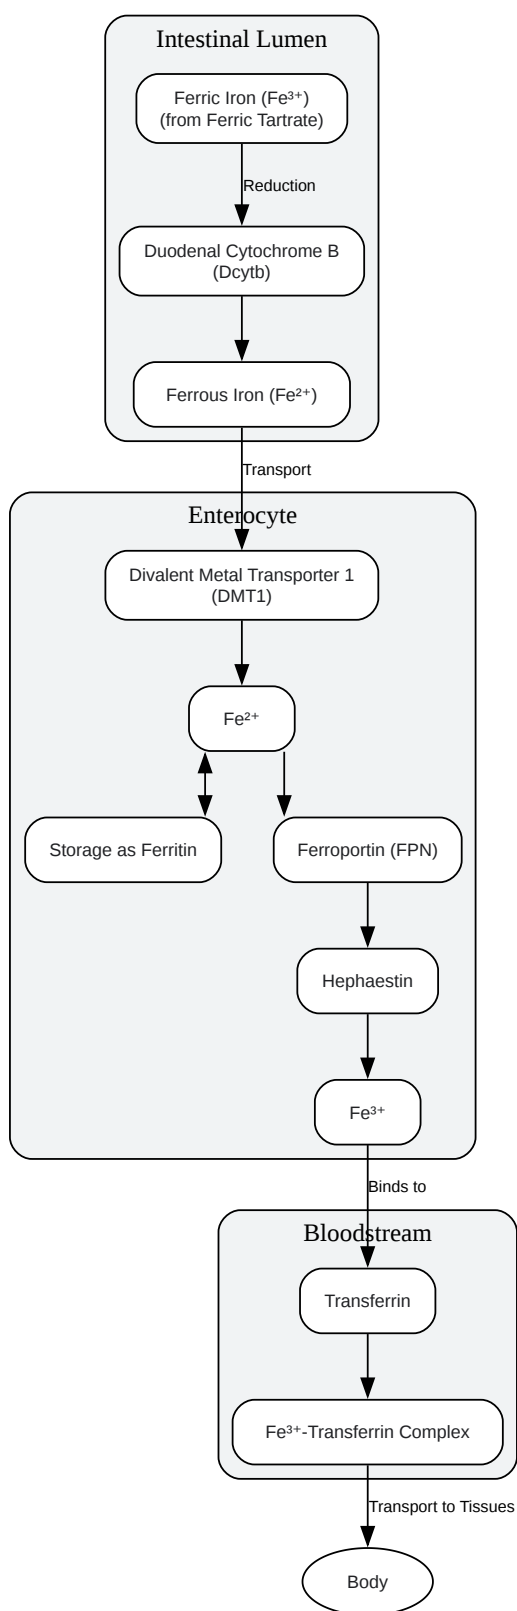 Intestinal Lumen
Ferric Iron (Fe³⁺)
(from Ferric Tartrate)
Reduction
Duodenal Cytochrome B
(Dcytb)
Ferrous Iron (Fe²⁺)
Transport
Enterocyte
Divalent Metal Transporter 1
(DMT1)
Fe²⁺
Storage as Ferritin
Ferroportin (FPN)
Hephaestin
Fe³⁺
Binds to
Bloodstream
Transferrin
Fe³⁺-Transferrin Complex
Transport to Tissues
Body